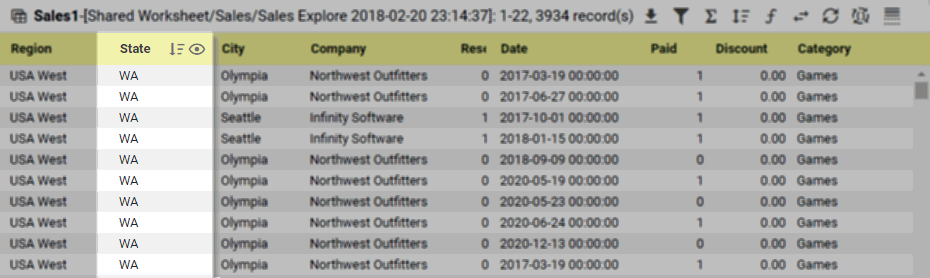 Sales1-[Shared Worksheet/Sales/Sales Explore 2018-02-20 23:14:37]: 1-22, 3934 record(s)
Region State City Company Rese Date Paid Discount Category
USA West WA Olympia Northwest Outfitters 0 2017-03-19 00:00:00 1 0.00 Games
USA West WA Olympia Northwest Outfitters 0 2017-06-27 00:00:00 1 0.00 Games
USA West WA Seattle Infinity Software 1 2017-10-01 00:00:00 1 0.00 Games
USA West WA Seattle Infinity Software 1 2018-01-15 00:00:00 1 0.00 Games
USA West WA Olympia Northwest Outfitters 0 2018-09-09 00:00:00 0 0.00 Games
USA West WA Olympia Northwest Outfitters 0 2020-05-19 00:00:00 1 0.00 Games
USA West WA Olympia Northwest Outfitters 0 2020-05-23 00:00:00 0 0.00 Games
USA West WA Olympia Northwest Outfitters 0 2020-06-24 00:00:00 1 0.00 Games
USA West WA Olympia Northwest Outfitters 0 2020-12-13 00:00:00 0 0.00 Games
USA West WA Olympia Northwest Outfitters 0 2017-03-19 00:00:00 1 0.00 Games